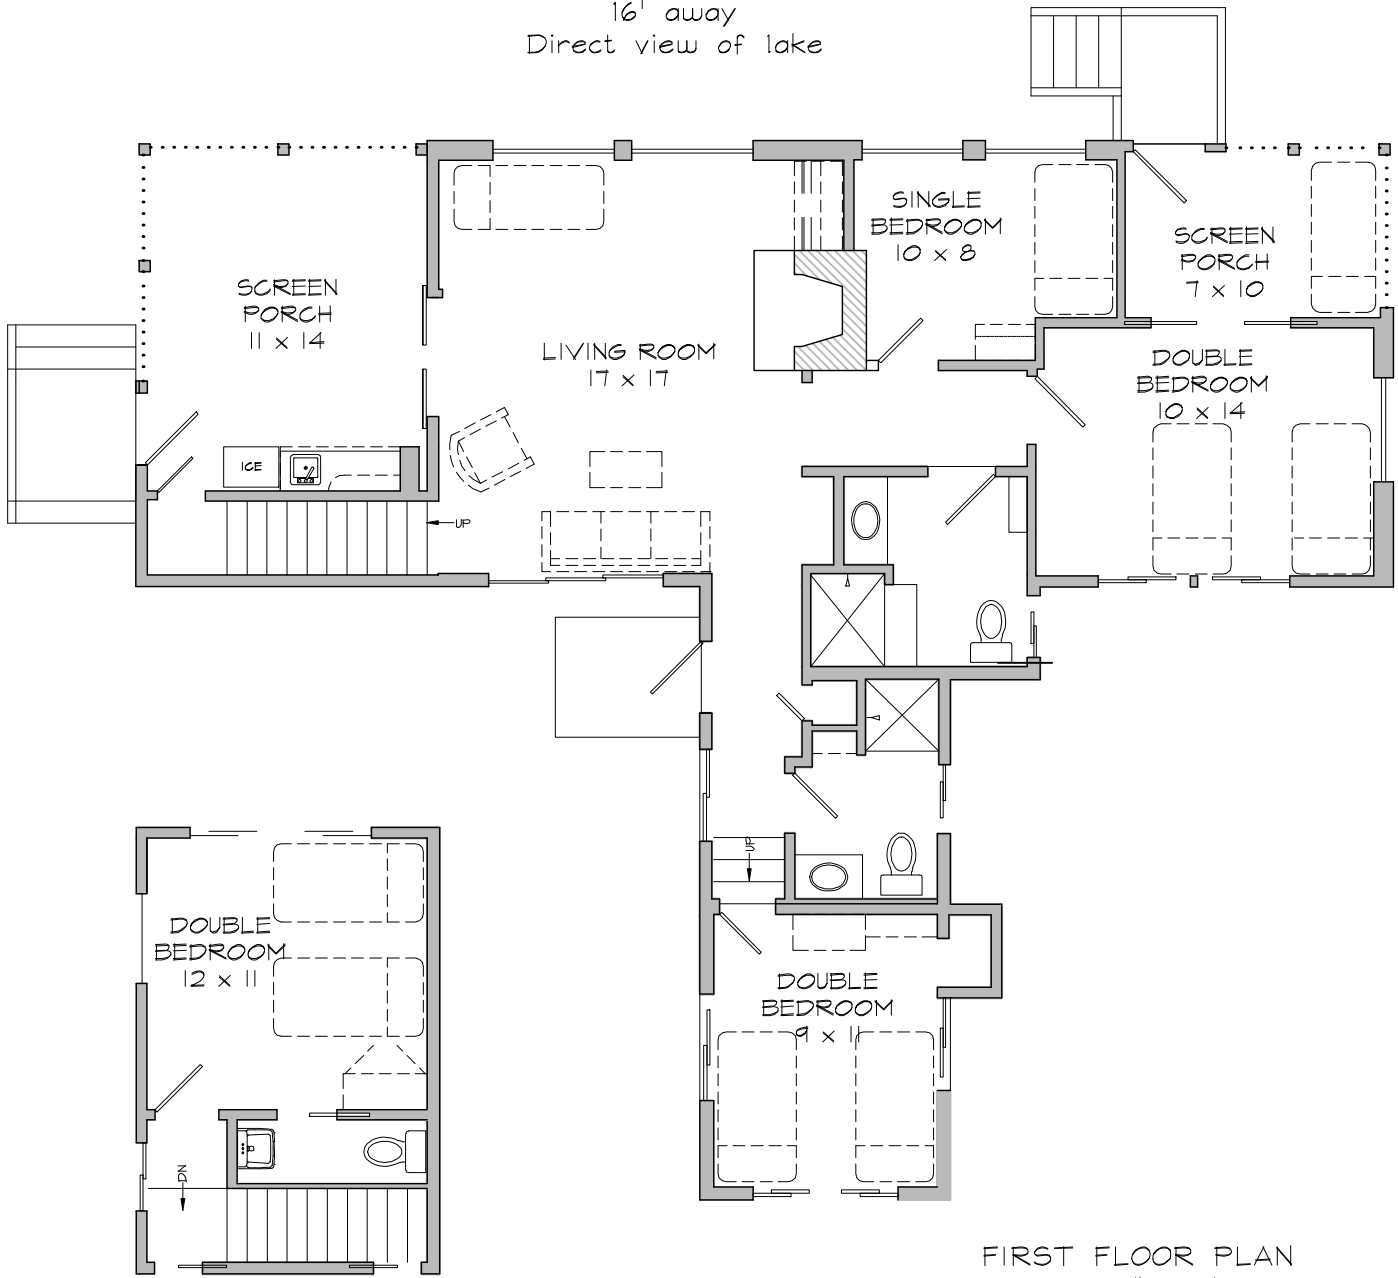 16' away
Direct view of lake
SINGLE
BEDROOM
10 x 8
SCREEN
PORCH
7 x 10
SCREEN
PORCH
11 x 14
LIVING ROOM
17 x 17
DOUBLE
BEDROOM
10 x 14
ICE
UP
UP
DOUBLE
BEDROOM
12 x 11
DOUBLE
BEDROOM
9 x 11
DN
FIRST FLOOR PLAN